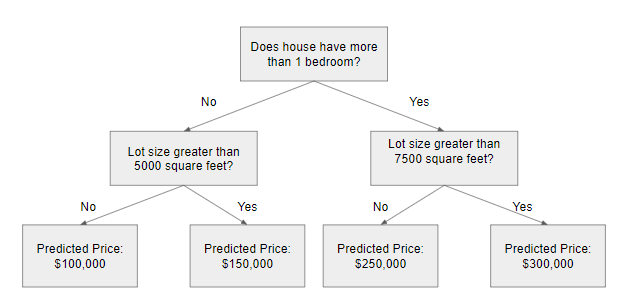 Does house have more
than 1 bedroom?
No
Yes
Lot size greater than
5000 square feet?
Lot size greater than
7500 square feet?
No
Yes
No
Yes
Predicted Price:
$100,000
Predicted Price:
$150,000
Predicted Price:
$250,000
Predicted Price:
$300,000